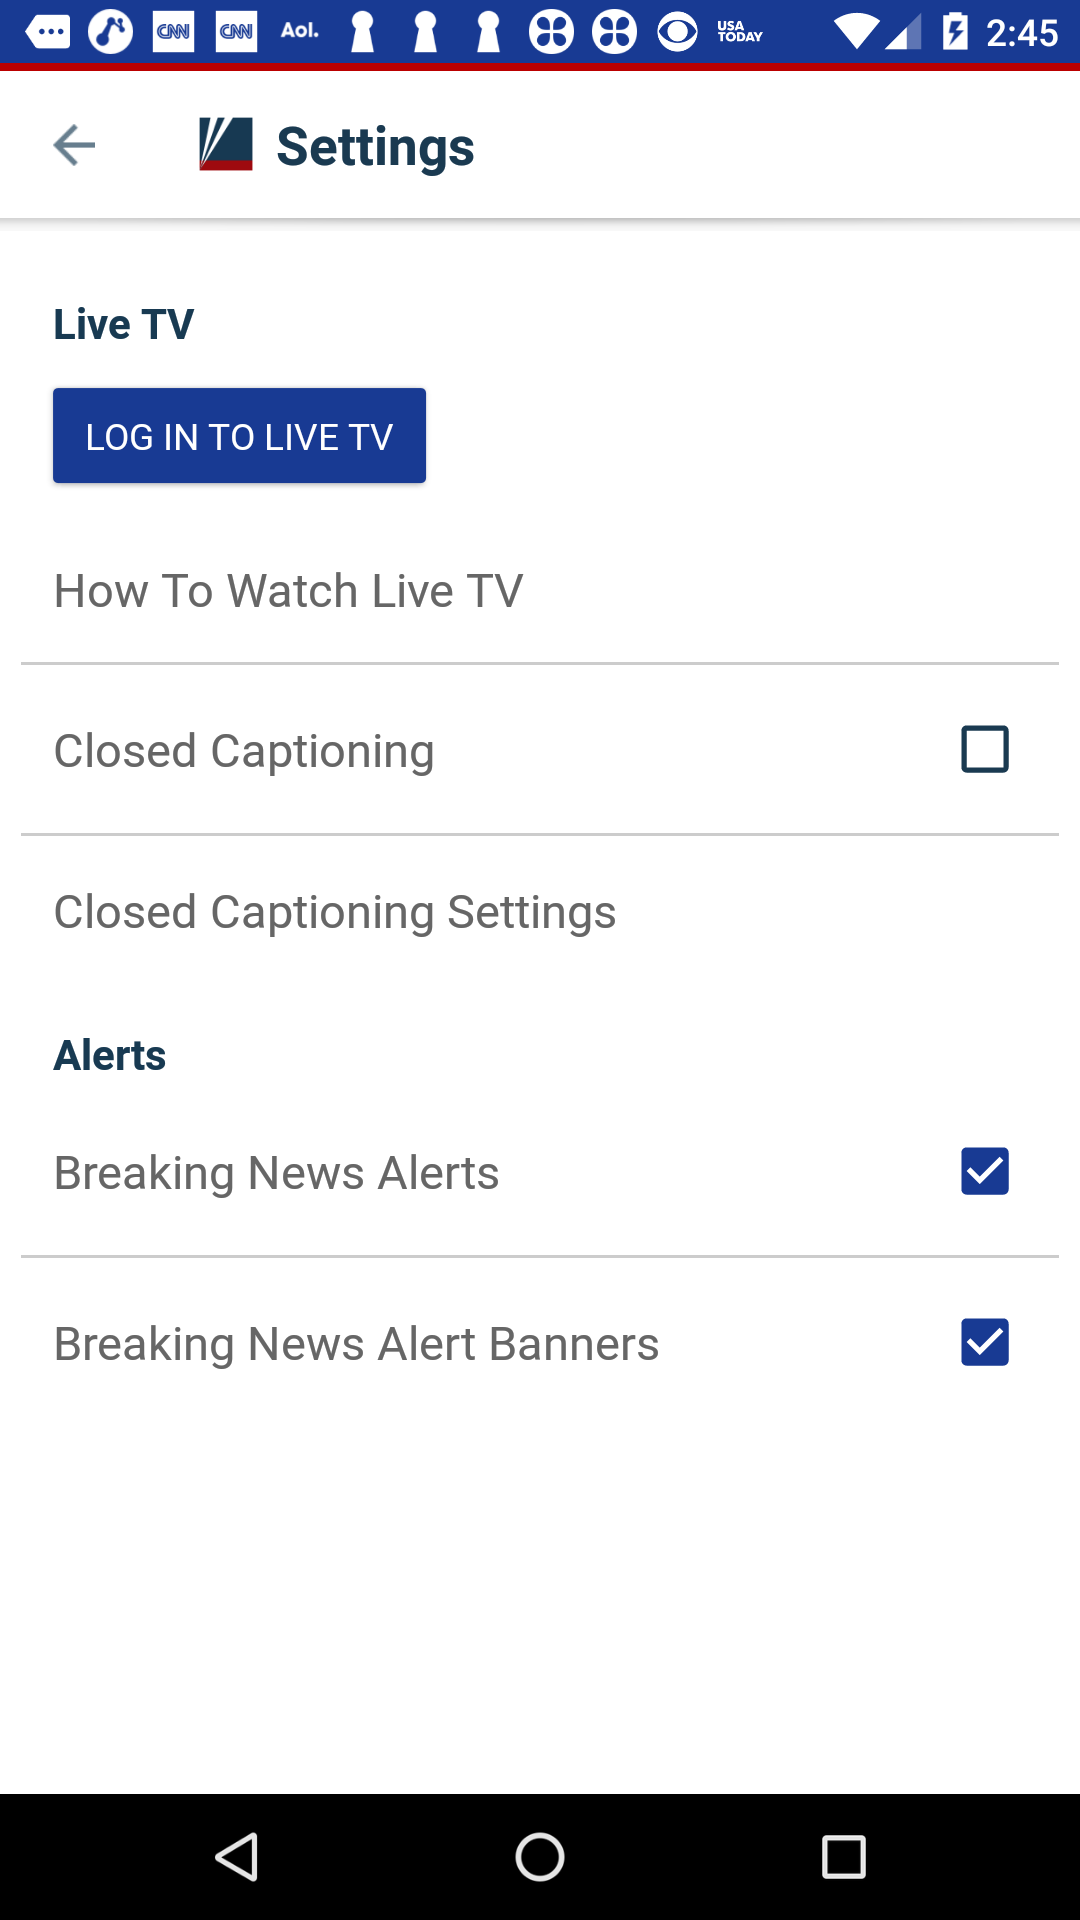 CNN CNN Aol. USA TODAY 2:45
Settings
Live TV
LOG IN TO LIVE TV
How To Watch Live TV
Closed Captioning
Closed Captioning Settings
Alerts
Breaking News Alerts
Breaking News Alert Banners